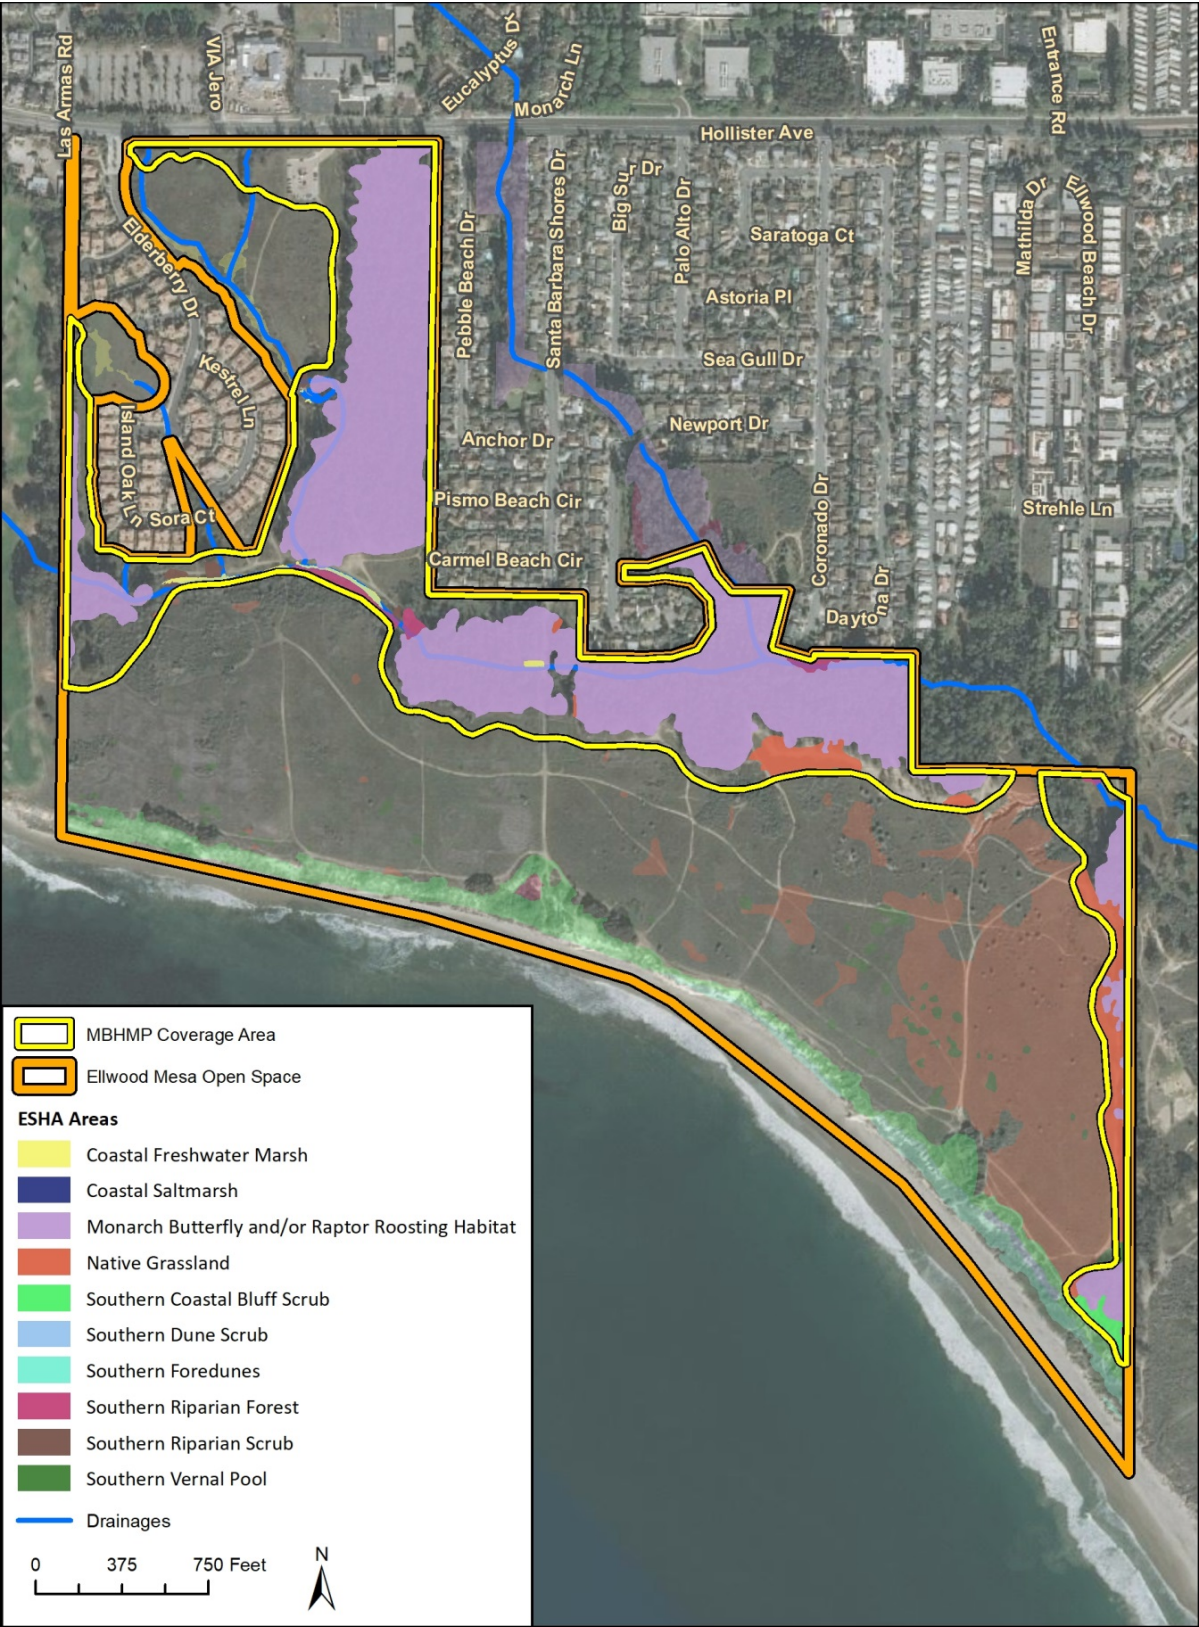 Las Armas Rd
VIA Jero
Eucalyptus Dr
Monarch Ln
Entrance Rd
Hollister Ave
Elderberry Dr
Kestrel Ln
Island Oak Ln
Sora Ct
Pebble Beach Dr
Santa Barbara Shores Dr
Big Sur Dr
Palo Alto Dr
Saratoga Ct
Astoria Pl
Sea Gull Dr
Mathilda Dr
Ellwood Beach Dr
Anchor Dr
Newport Dr
Pismo Beach Cir
Coronado Dr
Strehle Ln
Carmel Beach Cir
Daytona Dr
MBHMP Coverage Area
Ellwood Mesa Open Space
ESHA Areas
Coastal Freshwater Marsh
Coastal Saltmarsh
Monarch Butterfly and/or Raptor Roosting Habitat
Native Grassland
Southern Coastal Bluff Scrub
Southern Dune Scrub
Southern Foredunes
Southern Riparian Forest
Southern Riparian Scrub
Southern Vernal Pool
Drainages
0 375 750 Feet
N